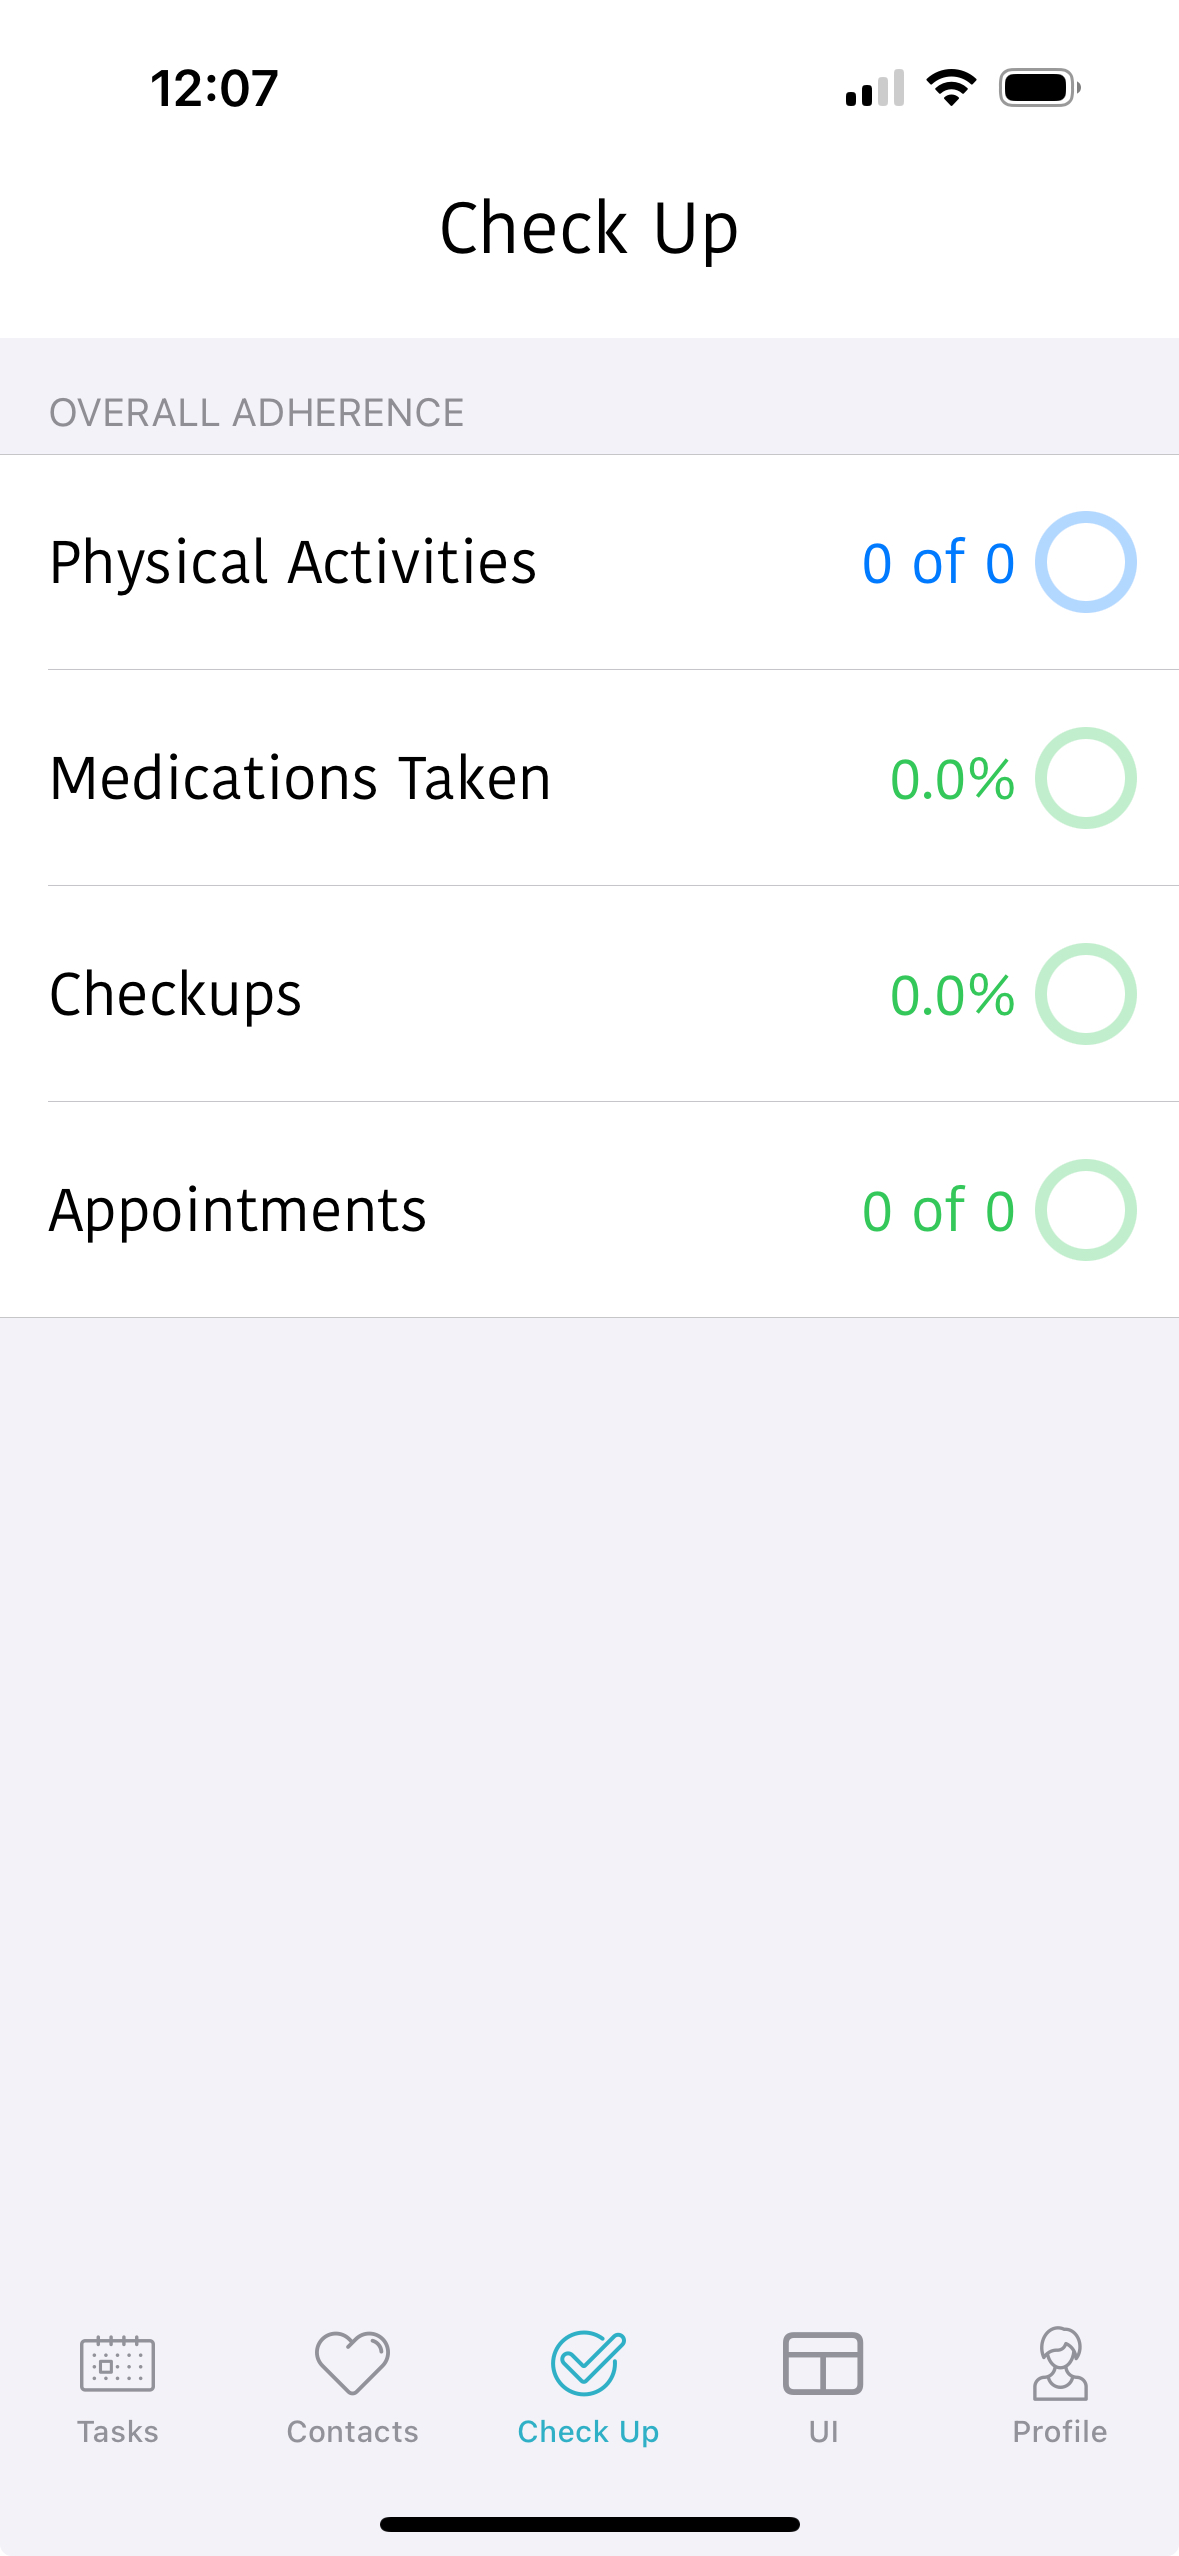 12:07
Check Up
OVERALL ADHERENCE
Physical Activities 0 of 0
Medications Taken 0.0%
Checkups 0.0%
Appointments 0 of 0
Tasks Contacts Check Up UI Profile